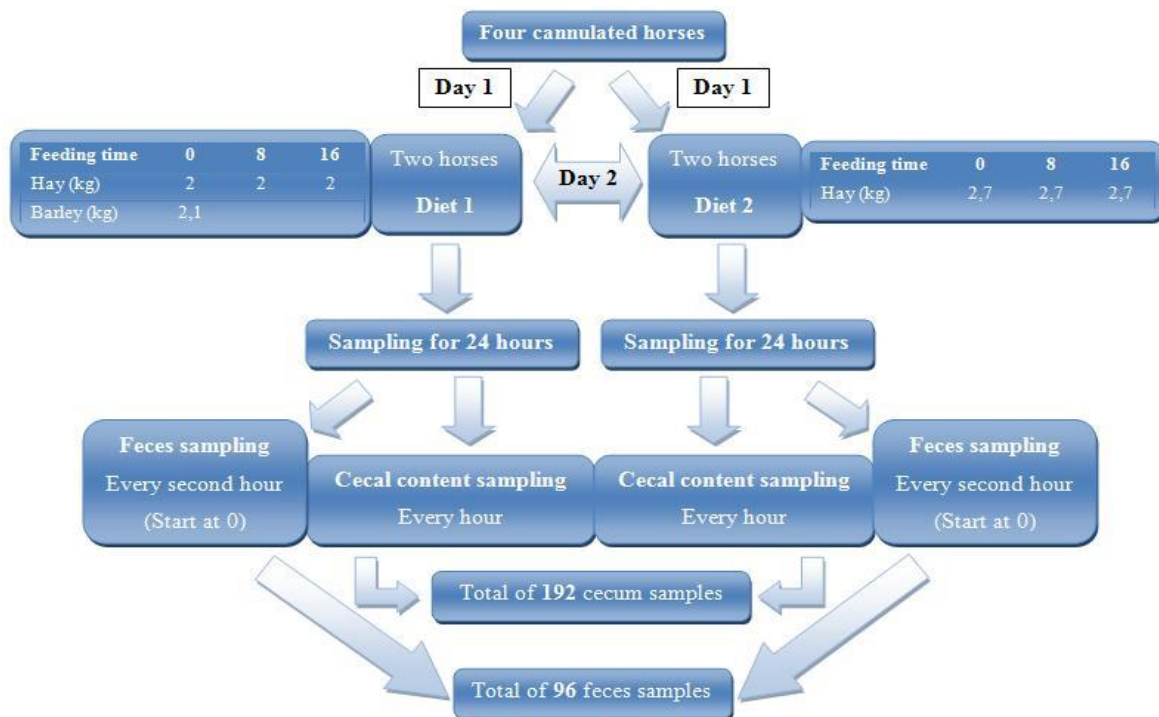 Four cannulated horses
Day 1
Day 1
Feeding time 0 8 16
Hay (kg) 2 2 2
Barley (kg) 2,1
Two horses
Diet 1
Day 2
Two horses
Diet 2
Feeding time 0 8 16
Hay (kg) 2,7 2,7 2,7
Sampling for 24 hours
Sampling for 24 hours
Feces sampling
Every second hour
(Start at 0)
Cecal content sampling
Every hour
Cecal content sampling
Every hour
Feces sampling
Every second hour
(Start at 0)
Total of 192 cecum samples
Total of 96 feces samples